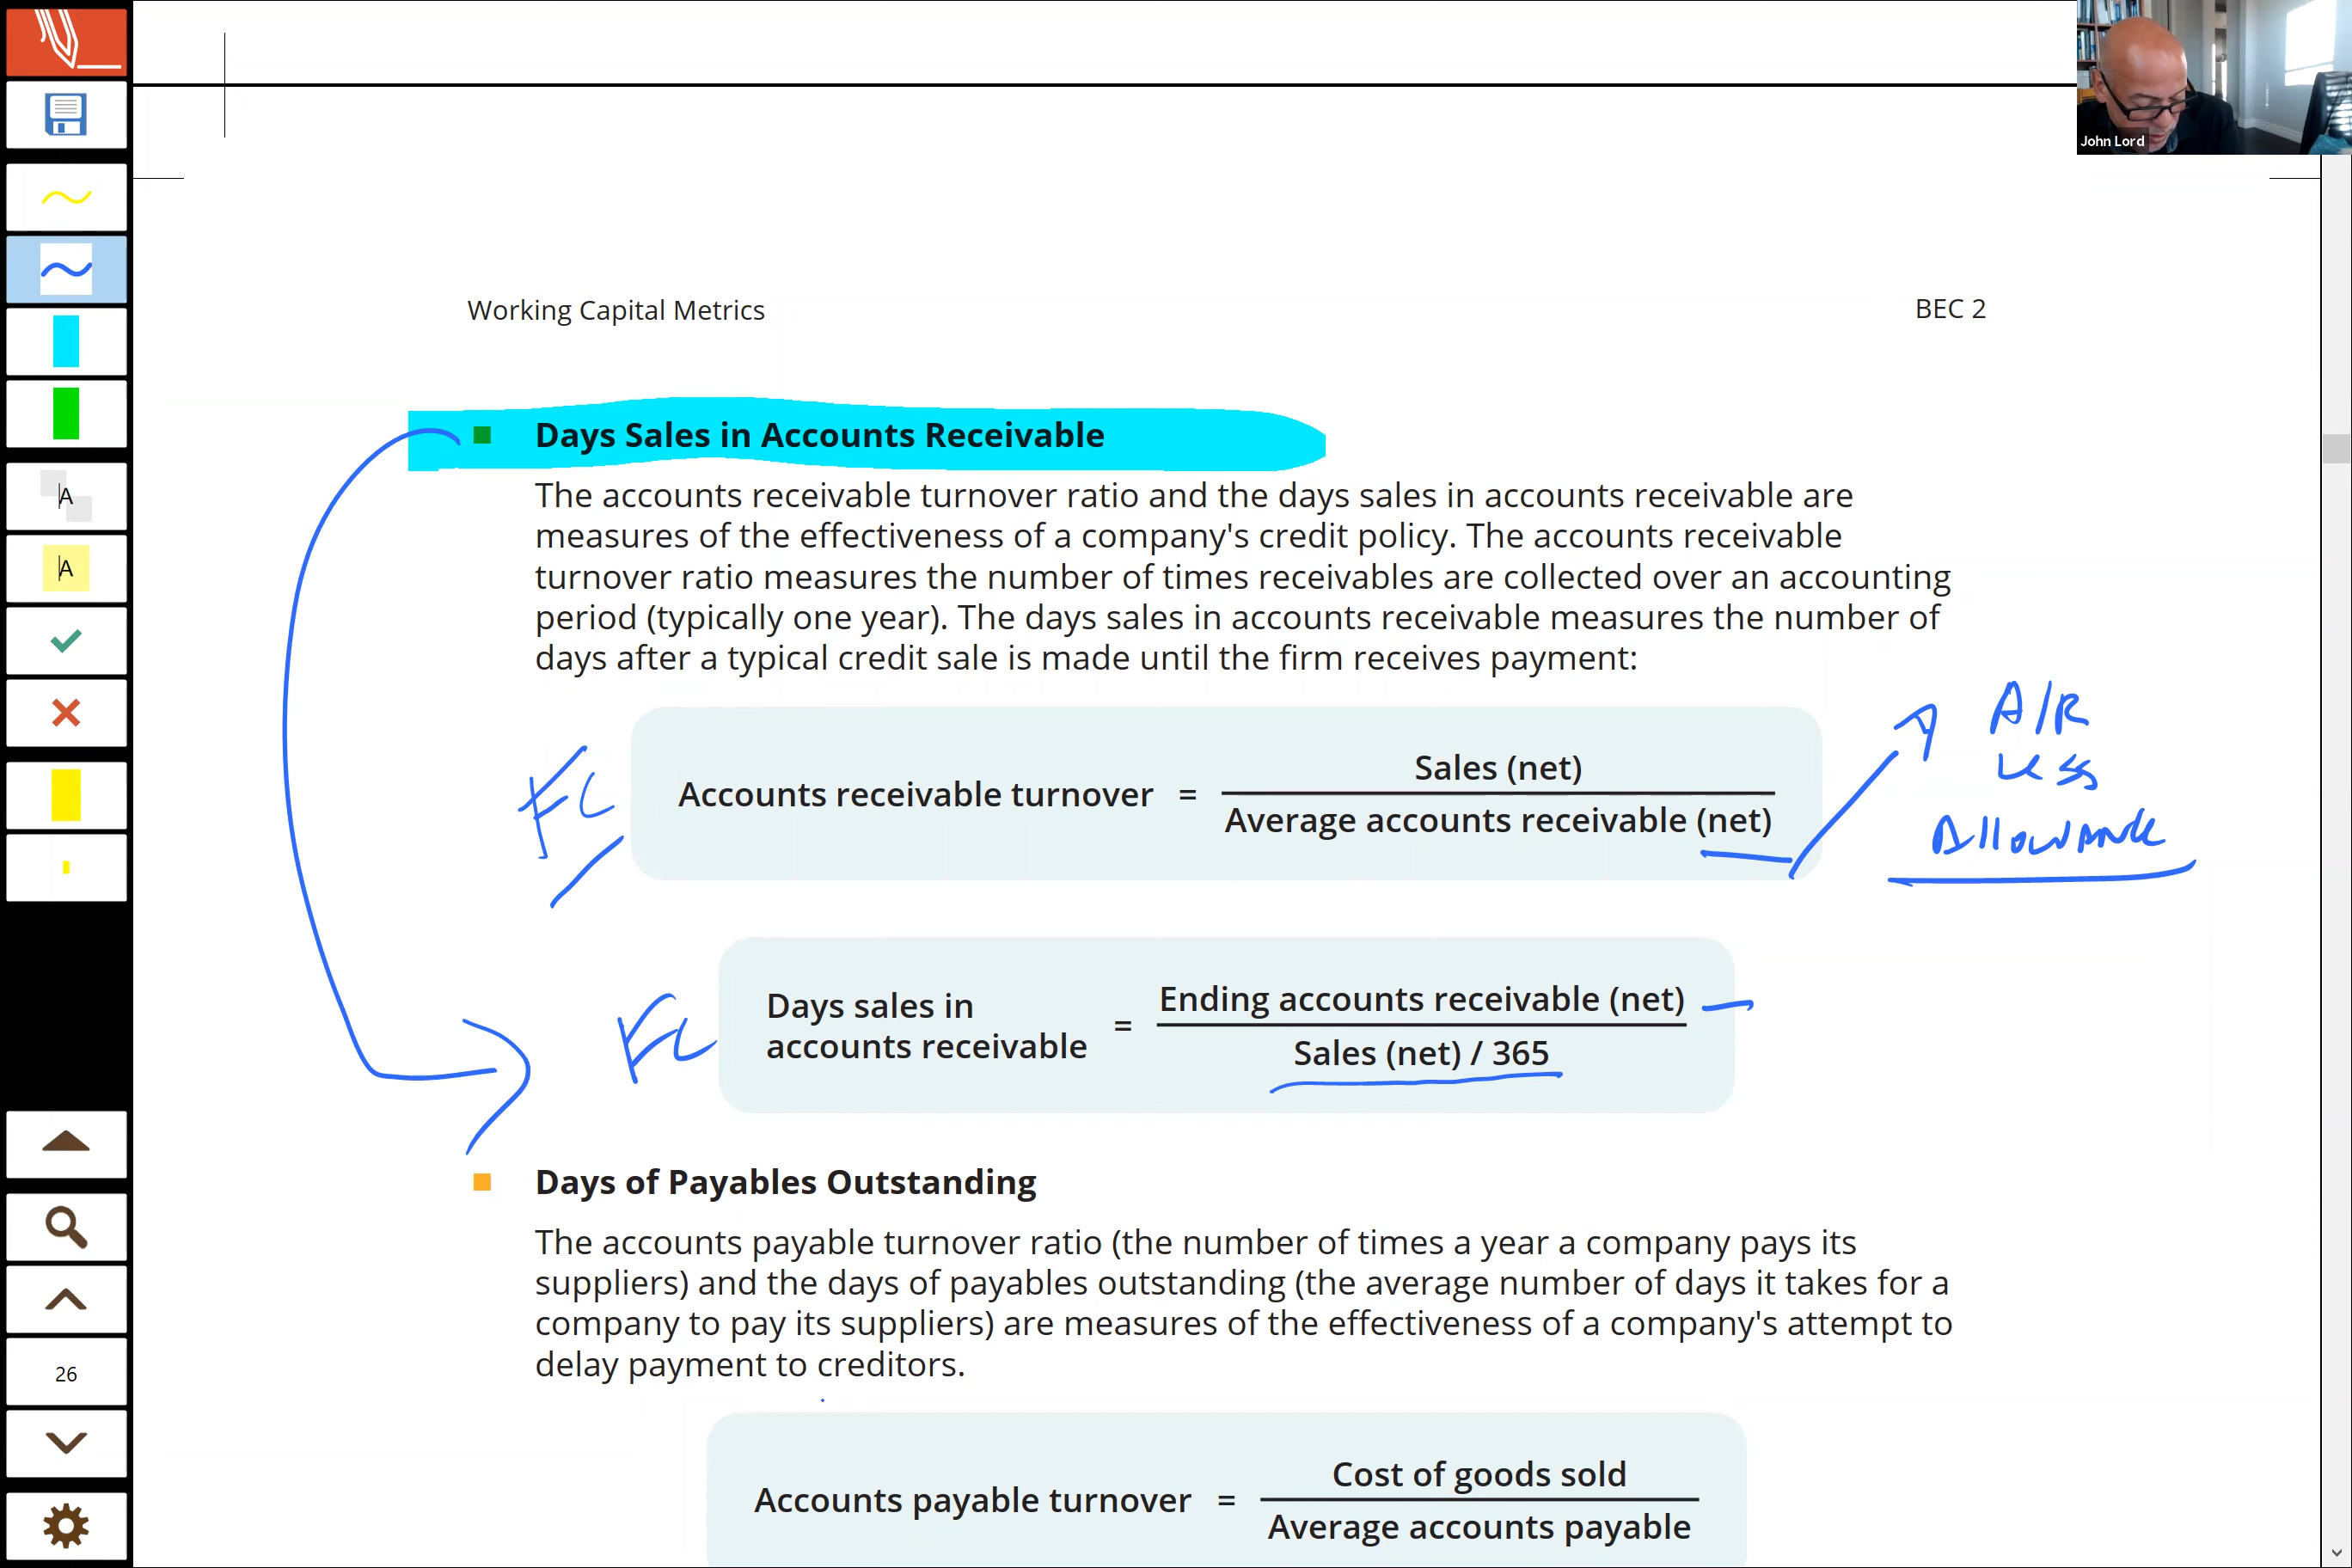 John Lord
Working Capital Metrics
BEC 2
Days Sales in Accounts Receivable
The accounts receivable turnover ratio and the days sales in accounts receivable are
measures of the effectiveness of a company's credit policy. The accounts receivable
turnover ratio measures the number of times receivables are collected over an accounting
period (typically one year). The days sales in accounts receivable measures the number of
days after a typical credit sale is made until the firm receives payment:
FC
Accounts receivable turnover =
Sales (net)
Average accounts receivable (net)
A/R
Less
Allowance
FC
Days sales in
accounts receivable
=
Ending accounts receivable (net)
Sales (net) / 365
Days of Payables Outstanding
The accounts payable turnover ratio (the number of times a year a company pays its
suppliers) and the days of payables outstanding (the average number of days it takes for a
company to pay its suppliers) are measures of the effectiveness of a company's attempt to
delay payment to creditors.
Accounts payable turnover =
Cost of goods sold
Average accounts payable
A
A
26